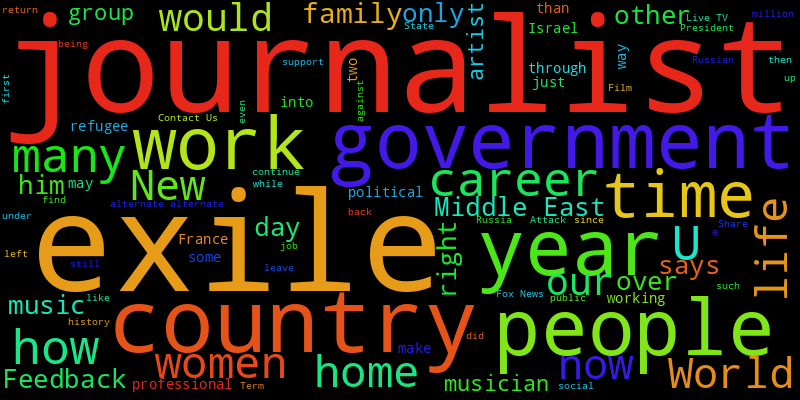 return
group
would
family
only
artist
than
other
Live TV
million
State
Israel
President
journalist
being
first
support
two
through
way
Russian
then
just
up
into
against
Film
even
Contact Us
refugee
work
government
many
him
may
New
continue
while
career
time
find
alternate alternate
political
Middle East
life
under
exile
day
back
Russia
Attack
since
Share
e
France
job
right
year
U
left
some
says
still
leave
our
over
such
music
like
Fox News
public
working
history
country
people
did
how
women
make
now
World
home
Feedback
professional
Term
musician
social